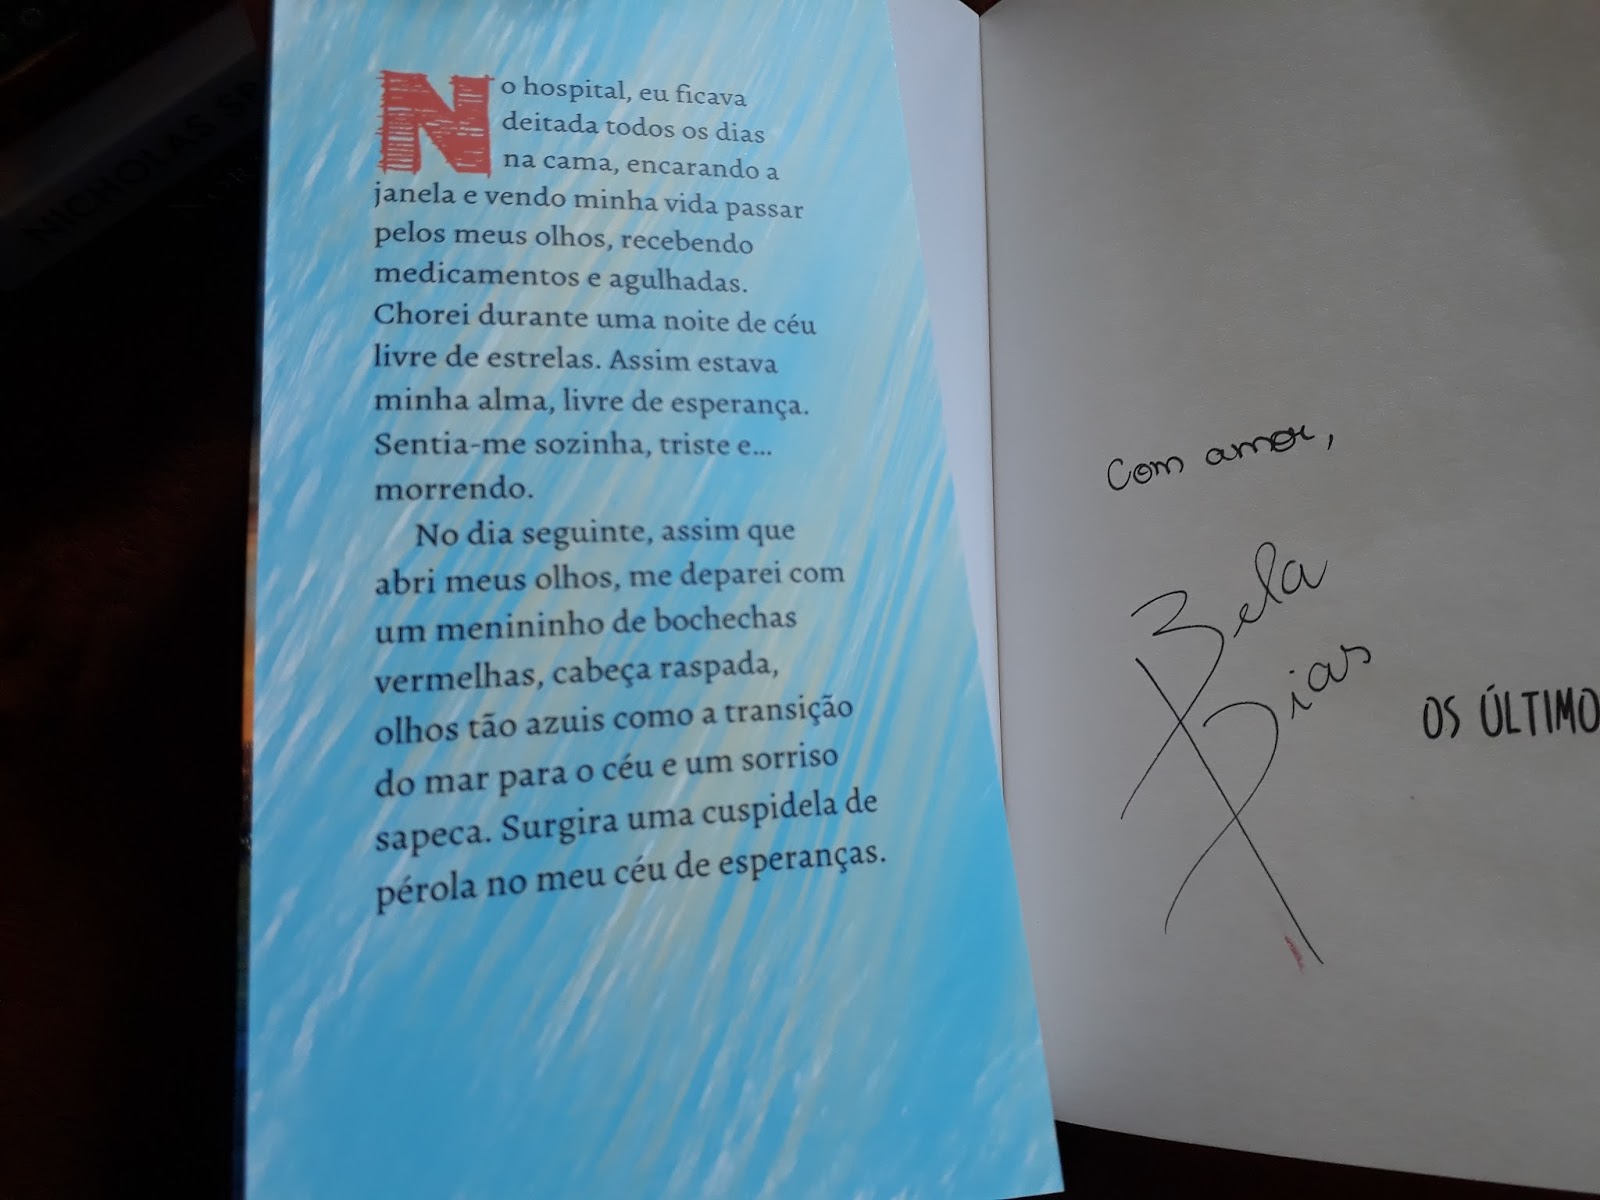 No hospital, eu ficava
deitada todos os dias
na cama, encarando a
janela e vendo minha vida passar
pelos meus olhos, recebendo
medicamentos e agulhadas.
Chorei durante uma noite de céu
livre de estrelas. Assim estava
minha alma, livre de esperança.
Sentia-me sozinha, triste e...
morrendo.
No dia seguinte, assim que
abri meus olhos, me deparei com
um menininho de bochechas
vermelhas, cabeça raspada,
olhos tão azuis como a transição
do mar para o céu e um sorriso
sapeca. Surgira uma cuspidela de
pérola no meu céu de esperanças.
Com amor,
Bela
Dias
OS ÚLTIMO
NICHOLAS SP